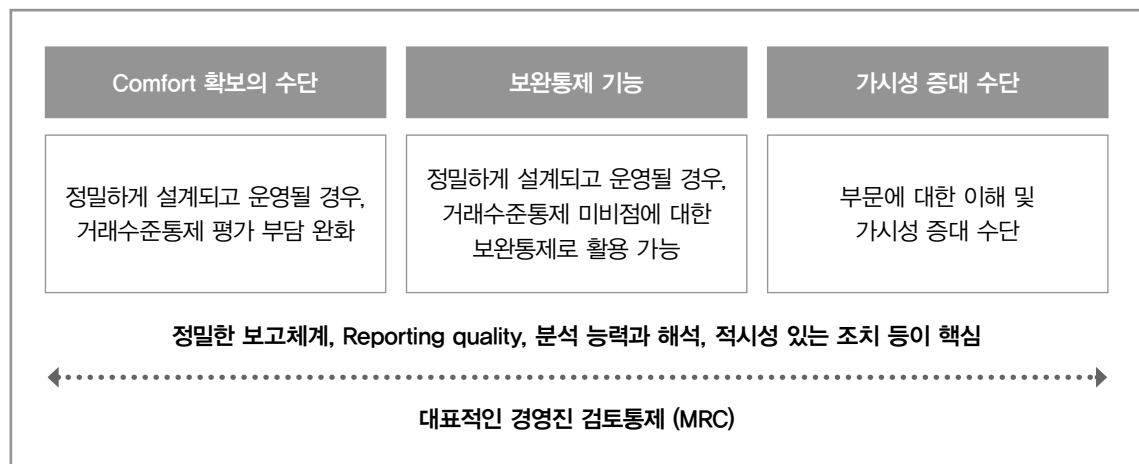 Comfort 확보의 수단
보완통제 기능
가시성 증대 수단
정밀하게 설계되고 운영될 경우,
거래수준통제 평가 부담 완화
정밀하게 설계되고 운영될 경우,
거래수준통제 미비점에 대한
보완통제로 활용 가능
부문에 대한 이해 및
가시성 증대 수단
정밀한 보고체계, Reporting quality, 분석 능력과 해석, 적시성 있는 조치 등이 핵심
대표적인 경영진 검토통제 (MRC)